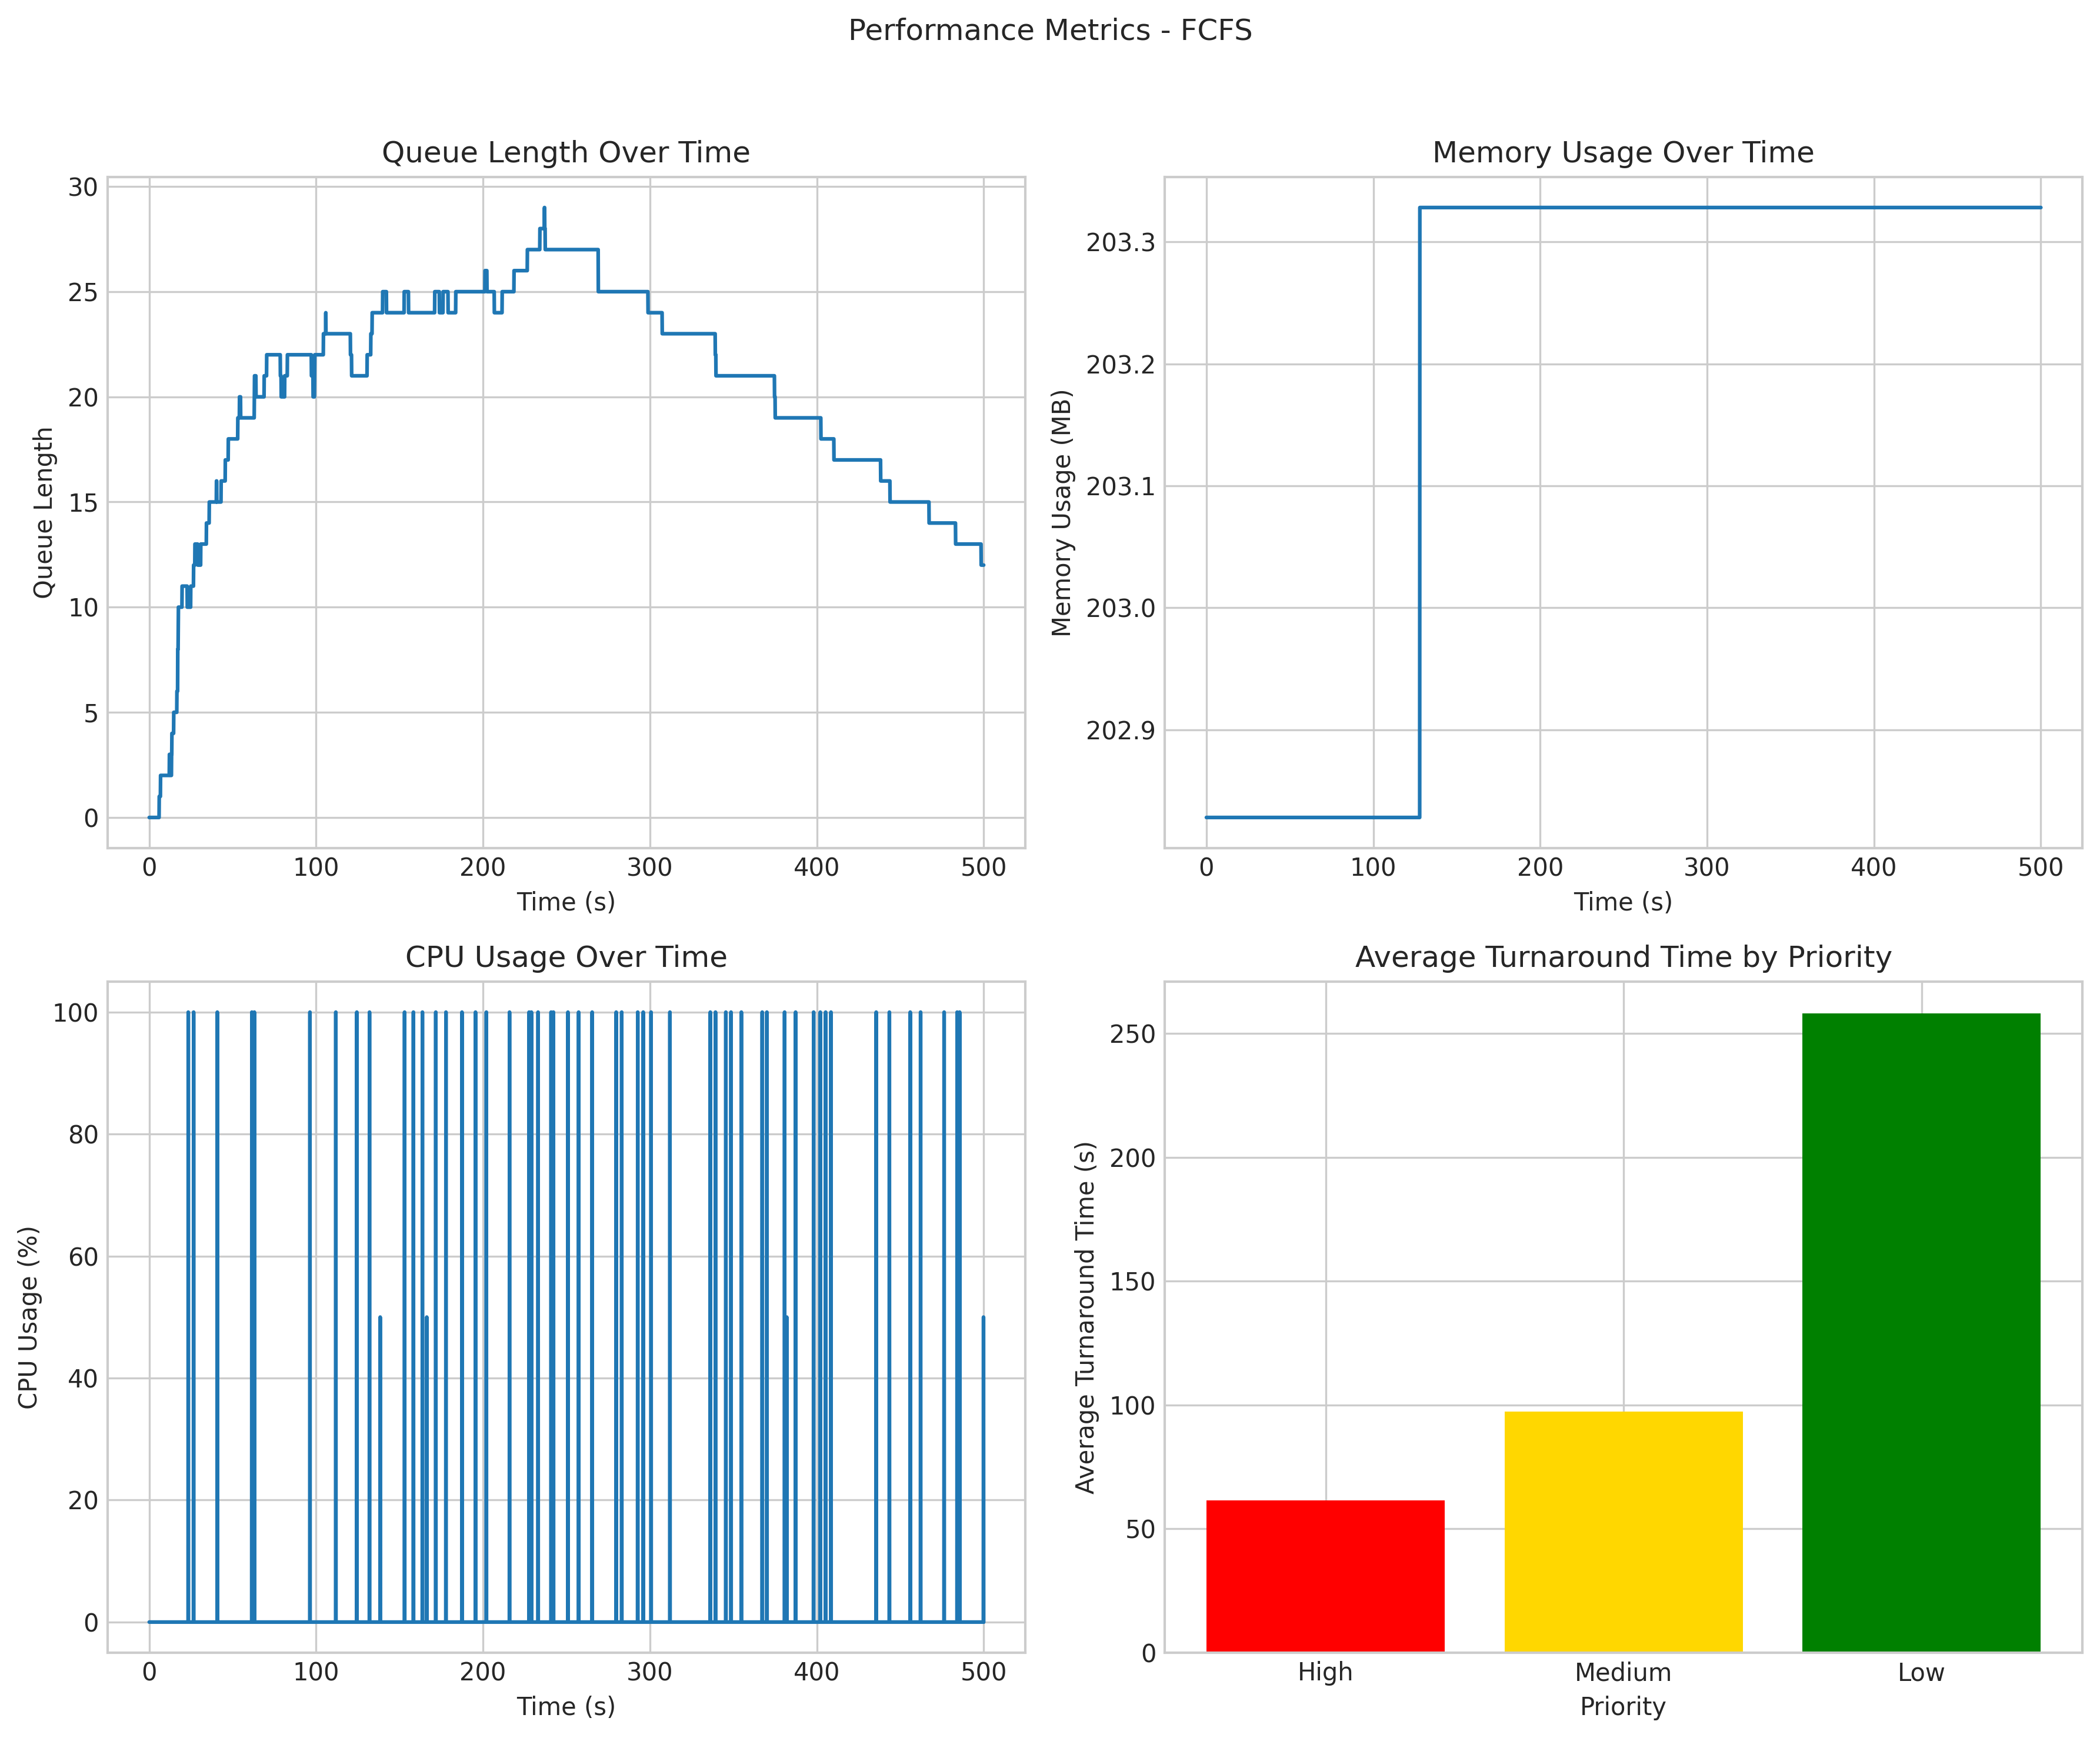 Performance Metrics - FCFS
Queue Length Over Time
Queue Length
30
25
20
15
10
5
0
0 100 200 300 400 500
Time (s)
Memory Usage Over Time
Memory Usage (MB)
203.3
203.2
203.1
203.0
202.9
0 100 200 300 400 500
Time (s)
CPU Usage Over Time
CPU Usage (%)
100
80
60
40
20
0
0 100 200 300 400 500
Time (s)
Average Turnaround Time by Priority
Average Turnaround Time (s)
250
200
150
100
50
0
High Medium Low
Priority